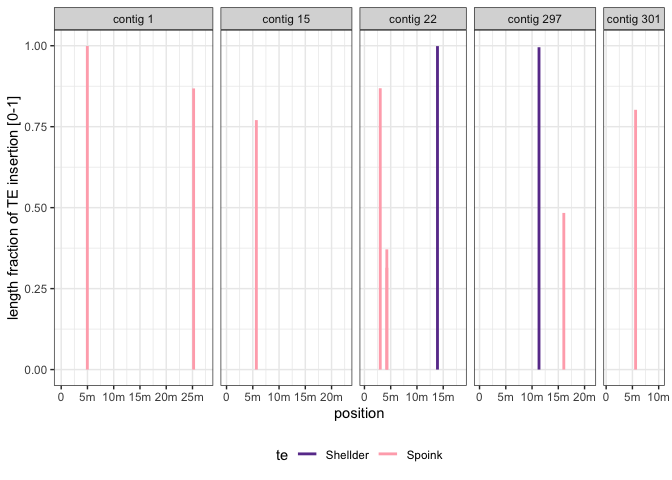 contig 1 contig 15 contig 22 contig 297 contig 301
length fraction of TE insertion [0-1]
1.00
0.75
0.50
0.25
0.00
0 5m 10m 15m 20m 25m 0 5m 10m 15m 20m 0 5m 10m 15m 0 5m 10m 15m 20m 0 5m 10m
position
te Shellder Spoink